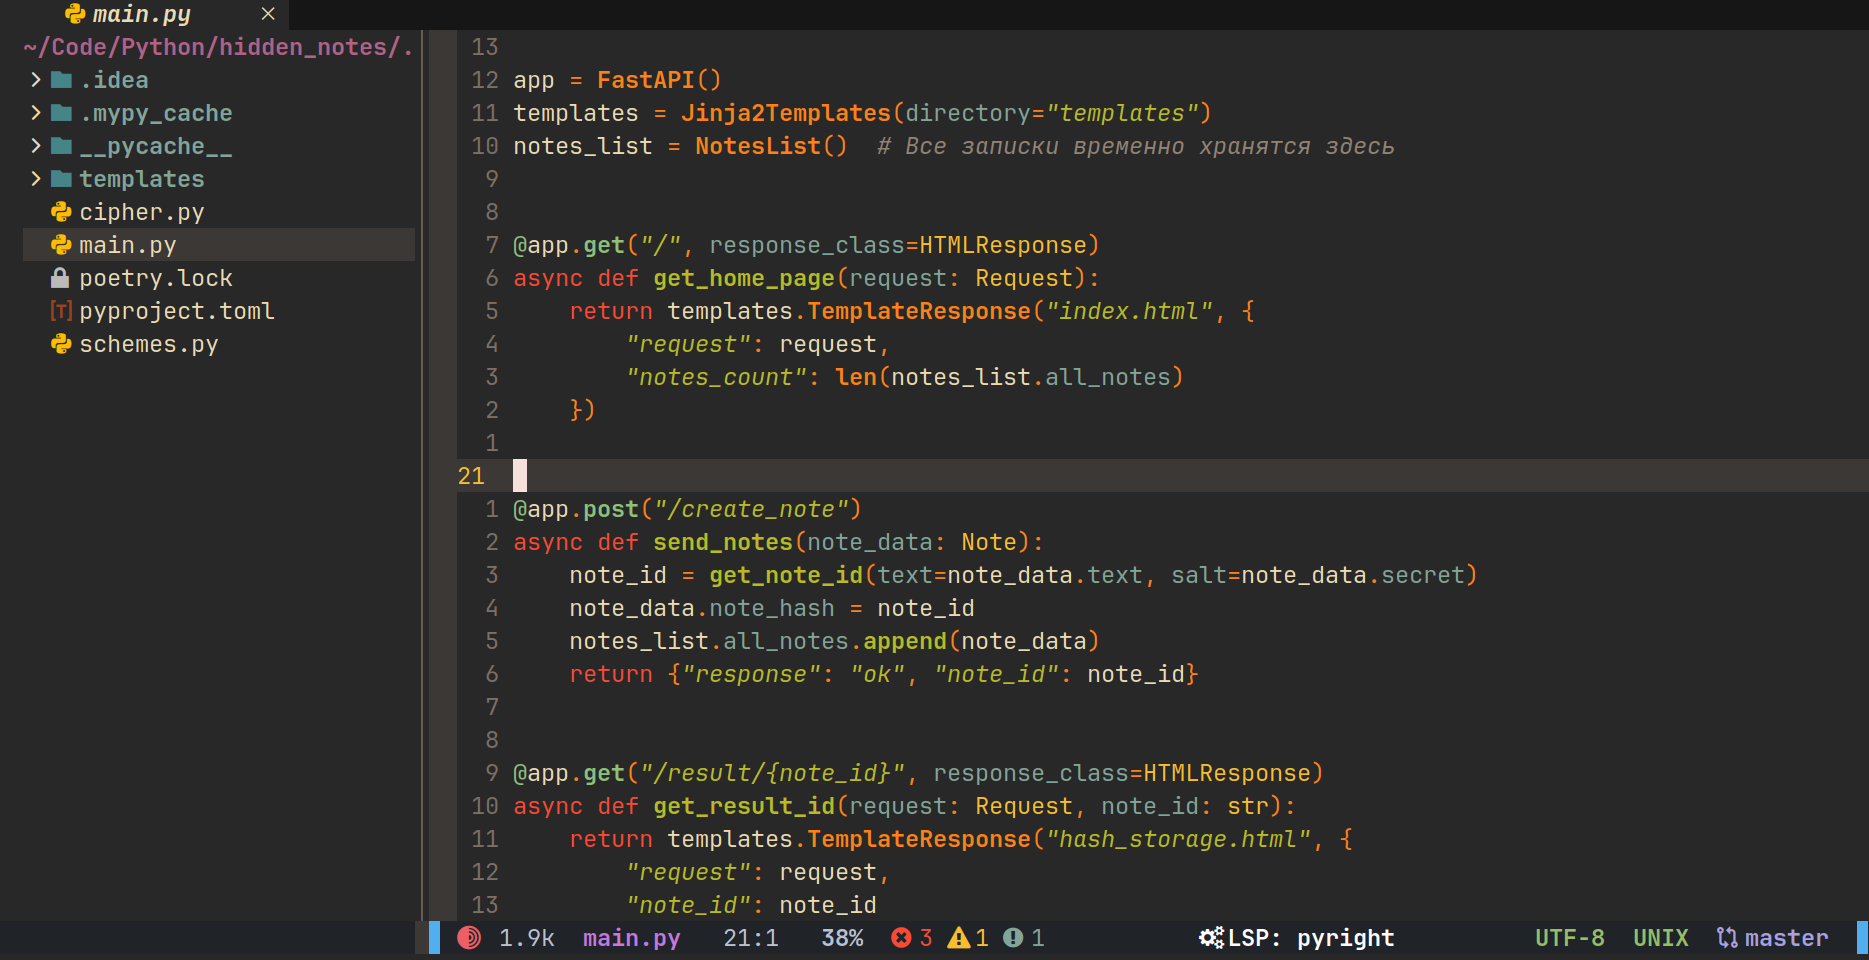 main.py ×
~/Code/Python/hidden_notes/.
.idea
.mypy_cache
__pycache__
templates
cipher.py
main.py
poetry.lock
[T] pyproject.toml
schemes.py
13
12 app = FastAPI()
11 templates = Jinja2Templates(directory="templates")
10 notes_list = NotesList()  # Все записки временно хранятся здесь
9
8
7 @app.get("/", response_class=HTMLResponse)
6 async def get_home_page(request: Request):
5     return templates.TemplateResponse("index.html", {
4         "request": request,
3         "notes_count": len(notes_list.all_notes)
2     })
1
21
1 @app.post("/create_note")
2 async def send_notes(note_data: Note):
3     note_id = get_note_id(text=note_data.text, salt=note_data.secret)
4     note_data.note_hash = note_id
5     notes_list.all_notes.append(note_data)
6     return {"response": "ok", "note_id": note_id}
7
8
9 @app.get("/result/{note_id}", response_class=HTMLResponse)
10 async def get_result_id(request: Request, note_id: str):
11     return templates.TemplateResponse("hash_storage.html", {
12         "request": request,
13         "note_id": note_id
1.9k main.py 21:1 38% 3 1 1 LSP: pyright UTF-8 UNIX master